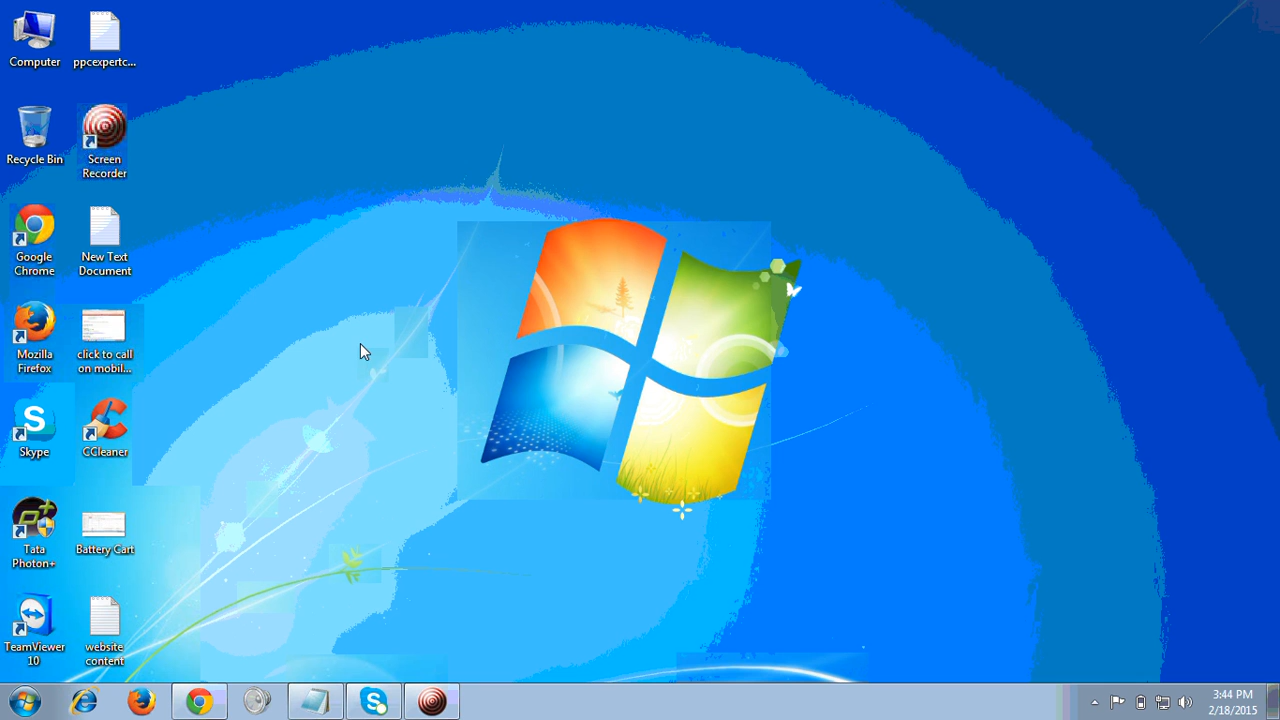 Computer
ppcexpertc...
Recycle Bin
Screen
Recorder
Google
Chrome
New Text
Document
Mozilla
Firefox
click to call
on mobil...
Skype
CCleaner
Tata
Photon+
Battery Cart
TeamViewer
10
website
content
3:44 PM
2/18/2015